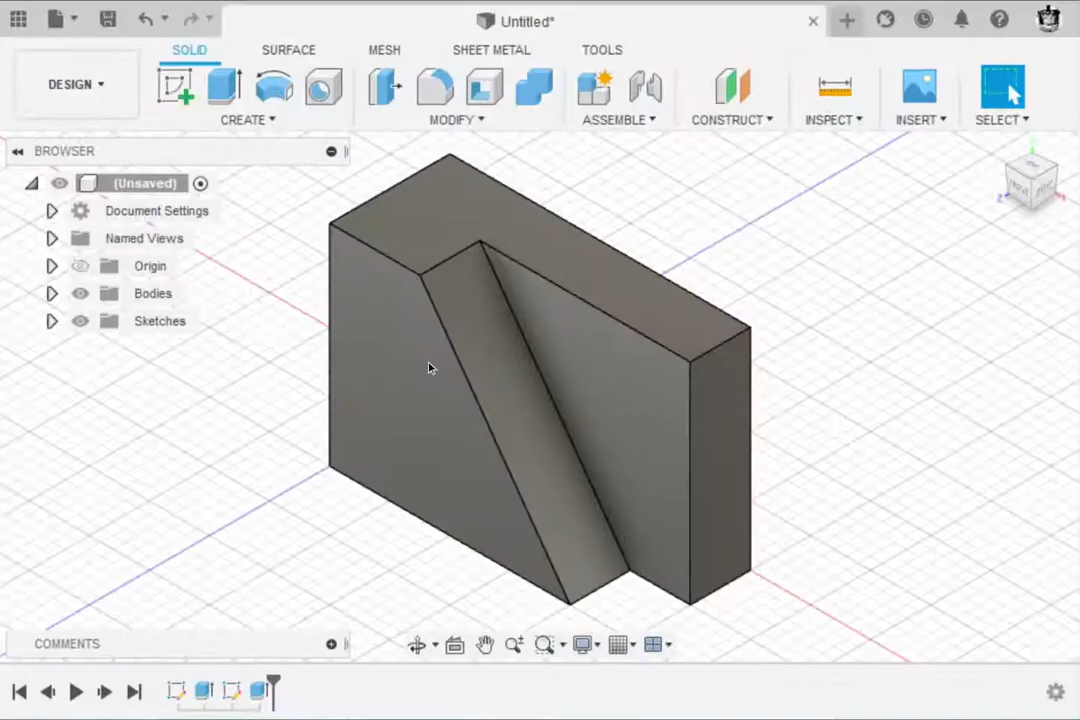 Untitled*
SOLID SURFACE MESH SHEET METAL TOOLS
DESIGN ▾
CREATE ▾ MODIFY ▾ ASSEMBLE ▾ CONSTRUCT ▾ INSPECT ▾ INSERT ▾ SELECT ▾
BROWSER
(Unsaved)
Document Settings
Named Views
Origin
Bodies
Sketches
COMMENTS